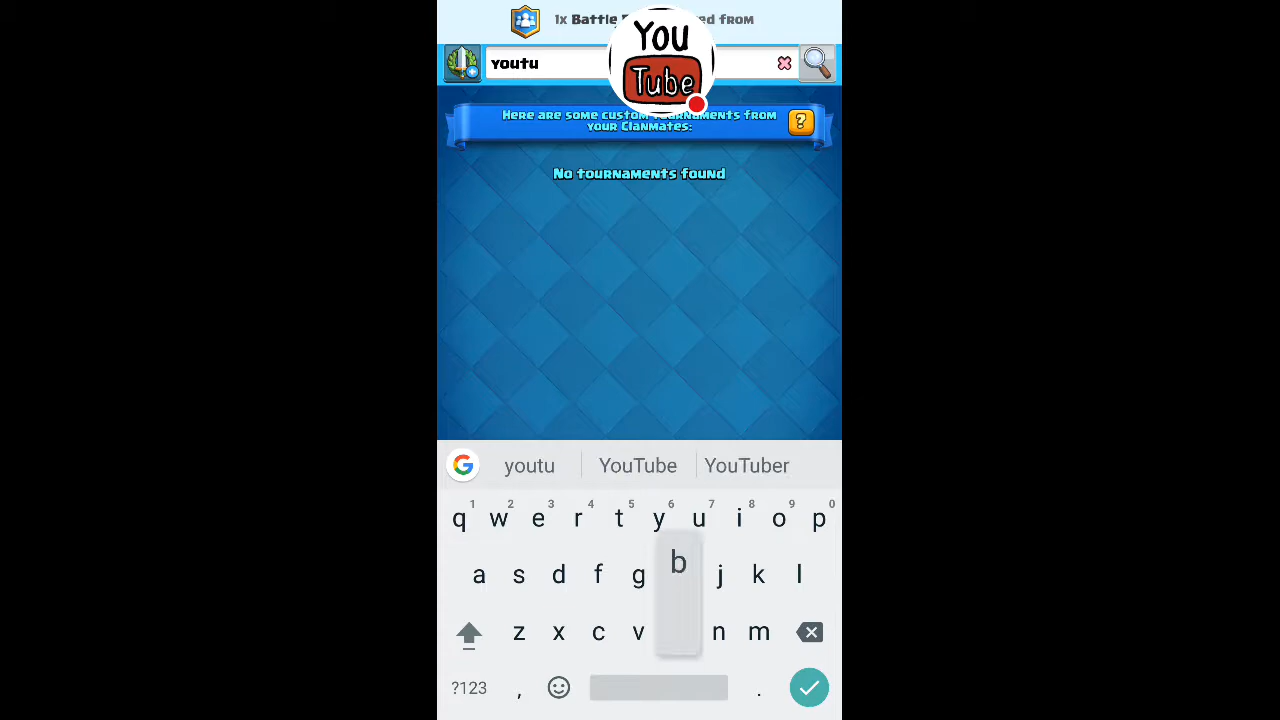 1x Battle
ed from
youtu
You
Tube
Here are some custom tournaments from
your Clanmates:
?
No tournaments found
G youtu YouTube YouTuber
1 2 3 4 5 6 7 8 9 0
q w e r t y u i o p
b
a s d f g j k l
z x c v n m
?123 , .